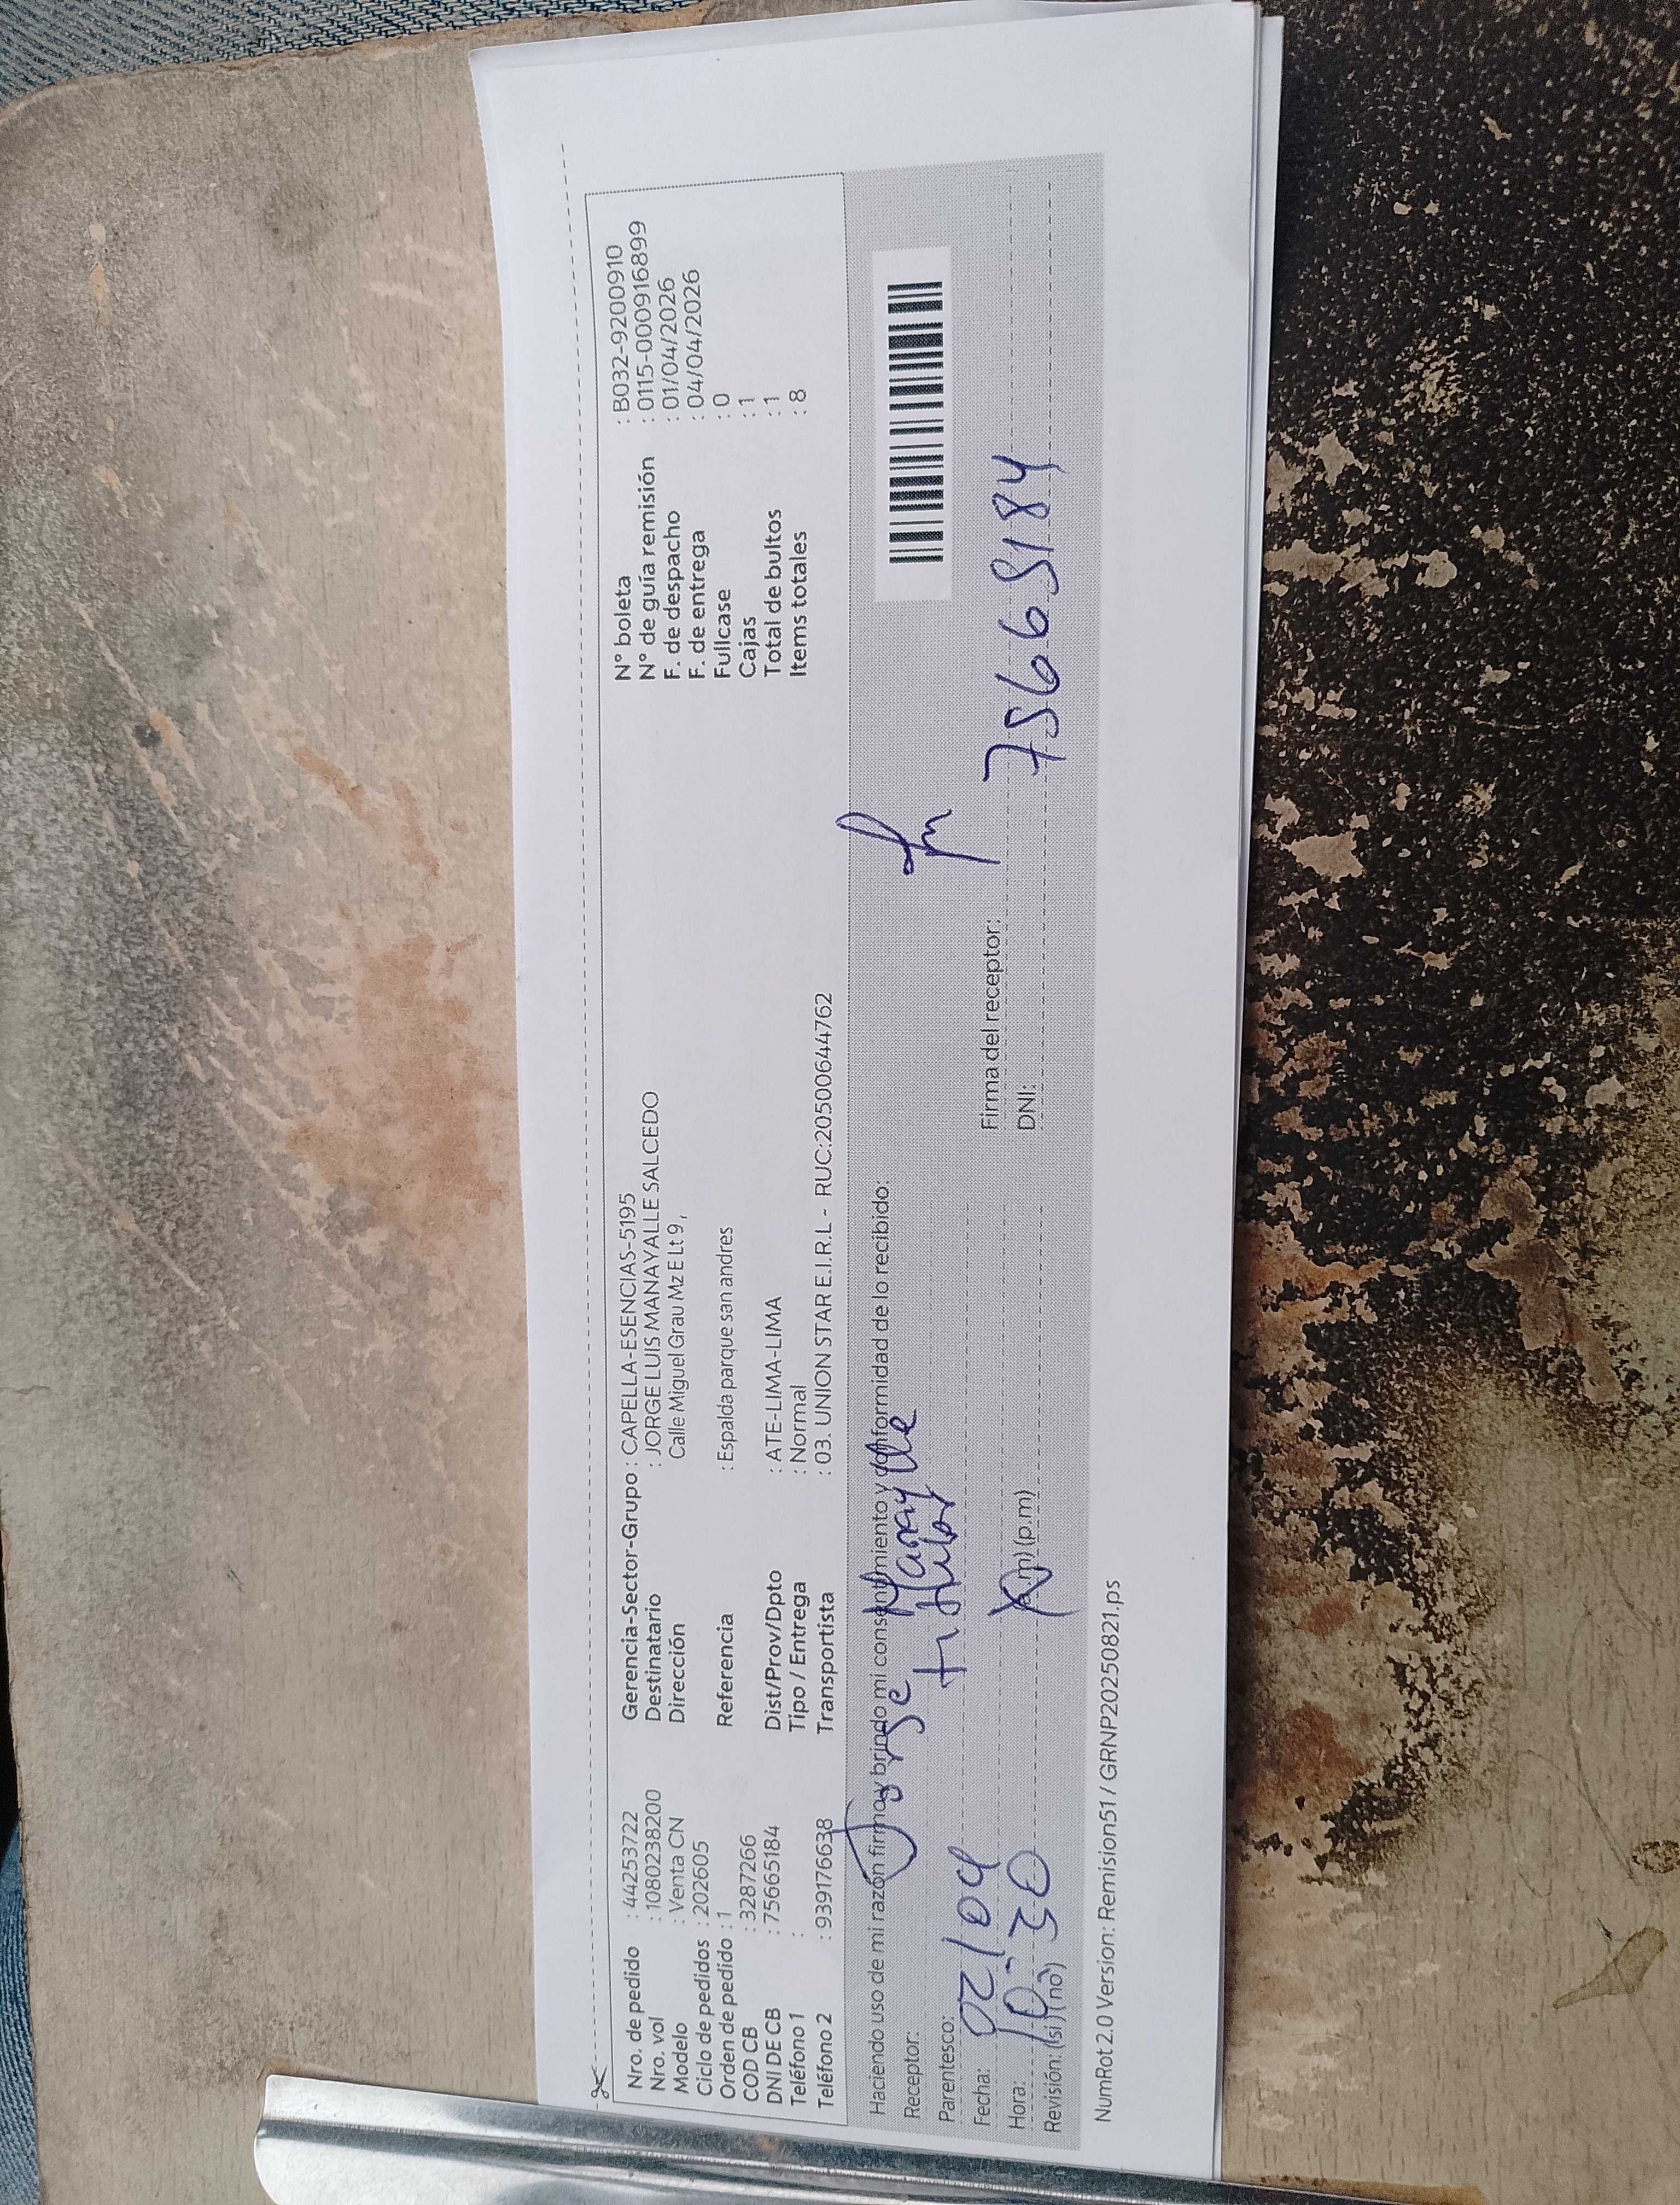 Nro. de pedido : 44253722
Nro. vol : 1080238200
Modelo : Venta CN
Ciclo de pedidos : 202605
Orden de pedido : 1
COD CB : 3287266
DNI DE CB : 75665184
Teléfono 1 :
Teléfono 2 : 939176638
Gerencia-Sector-Grupo : CAPELLA-ESENCIAS-5195
Destinatario : JORGE LUIS MANAYALLE SALCEDO
Dirección Calle Miguel Grau Mz E Lt 9 ,
Referencia : Espalda parque san andres
Dist/Prov/Dpto : ATE-LIMA-LIMA
Tipo / Entrega : Normal
Transportista : 03. UNION STAR E.I.R.L - RUC:20500644762
N° boleta : B032-9200910
N° de guía remisión : 0115-0000916899
F. de despacho : 01/04/2026
F. de entrega : 04/04/2026
Fullcase : 0
Cajas : 1
Total de bultos : 1
Items totales : 8
Haciendo uso de mi razón firmo y brindo mi consentimiento y conformidad de lo recibido:
Receptor: Jorge
Parentesco: titular
Fecha: 02/04
Hora: 10:30 (a.m) (p.m)
Revisión: (si) (no)
Firma del receptor:
DNI: 75665184
NumRot 2.0 Version: Remision51 / GRNP20250821.ps